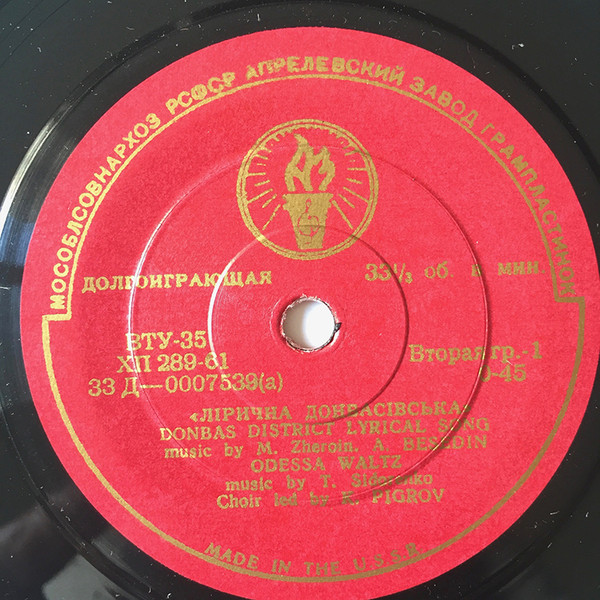 МОСОБЛСОВНАРХОЗ РСФСР АПРЕЛЕВСКИЙ ЗАВОД ГРАМПЛАСТИНОК
ДОЛГОИГРАЮЩАЯ 33⅓ об. в мин.
ВТУ-35
ХП 289-61 Вторая гр.-1
33 Д—0007539(а) -45
«ЛІРИЧНА ДОНБАСІВСЬКА»
DONBAS DISTRICT LYRICAL SONG
music by M. Zheroin. A. BESEDIN
ODESSA WALTZ
music by T. Sidorenko
Choir led by K. PIGROV
MADE IN THE U.S.S.R